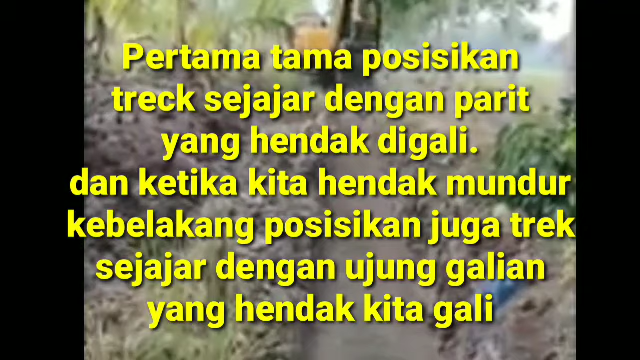 Pertama tama posisikan
treck sejajar dengan parit
yang hendak digali.
dan ketika kita hendak mundur
kebelakang posisikan juga trek
sejajar dengan ujung galian
yang hendak kita gali